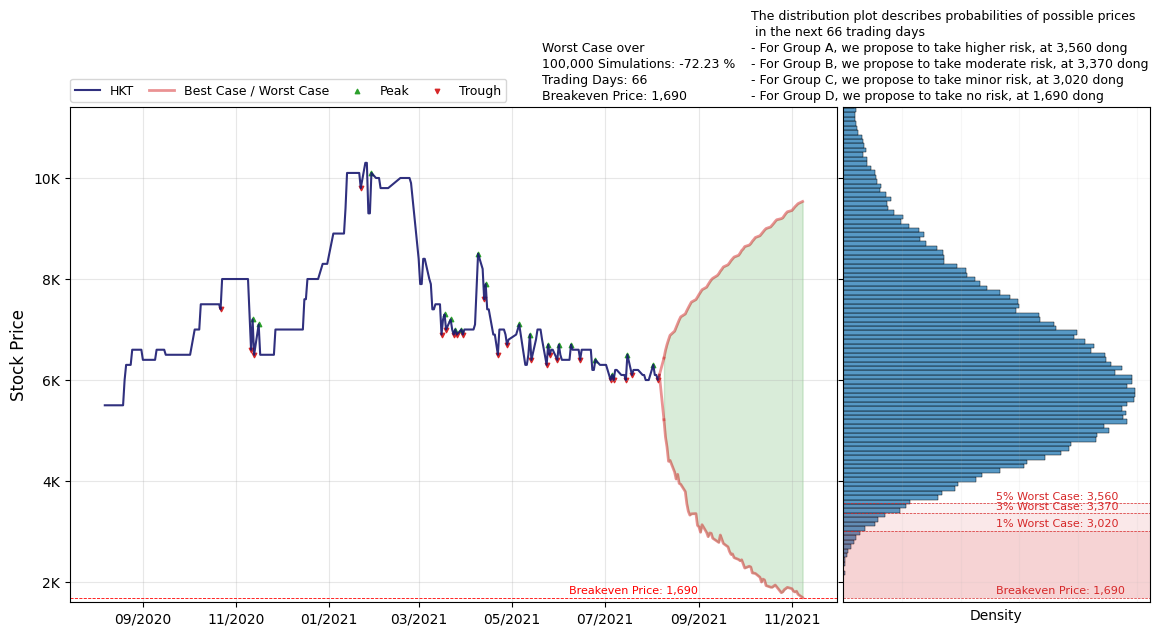 The distribution plot describes probabilities of possible prices
in the next 66 trading days
- For Group A, we propose to take higher risk, at 3,560 dong
- For Group B, we propose to take moderate risk, at 3,370 dong
- For Group C, we propose to take minor risk, at 3,020 dong
- For Group D, we propose to take no risk, at 1,690 dong
Worst Case over
100,000 Simulations: -72.23 %
Trading Days: 66
Breakeven Price: 1,690
HKT
Best Case / Worst Case
Peak
Trough
Stock Price
10K
8K
6K
4K
2K
Breakeven Price: 1,690
09/2020
11/2020
01/2021
03/2021
05/2021
07/2021
09/2021
11/2021
5% Worst Case: 3,560
3% Worst Case: 3,370
1% Worst Case: 3,020
Breakeven Price: 1,690
Density